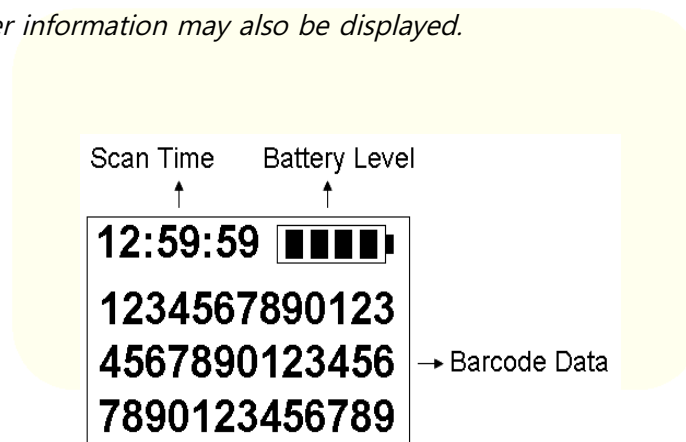 er information may also be displayed.
Scan Time Battery Level
12:59:59
1234567890123
4567890123456
7890123456789
Barcode Data